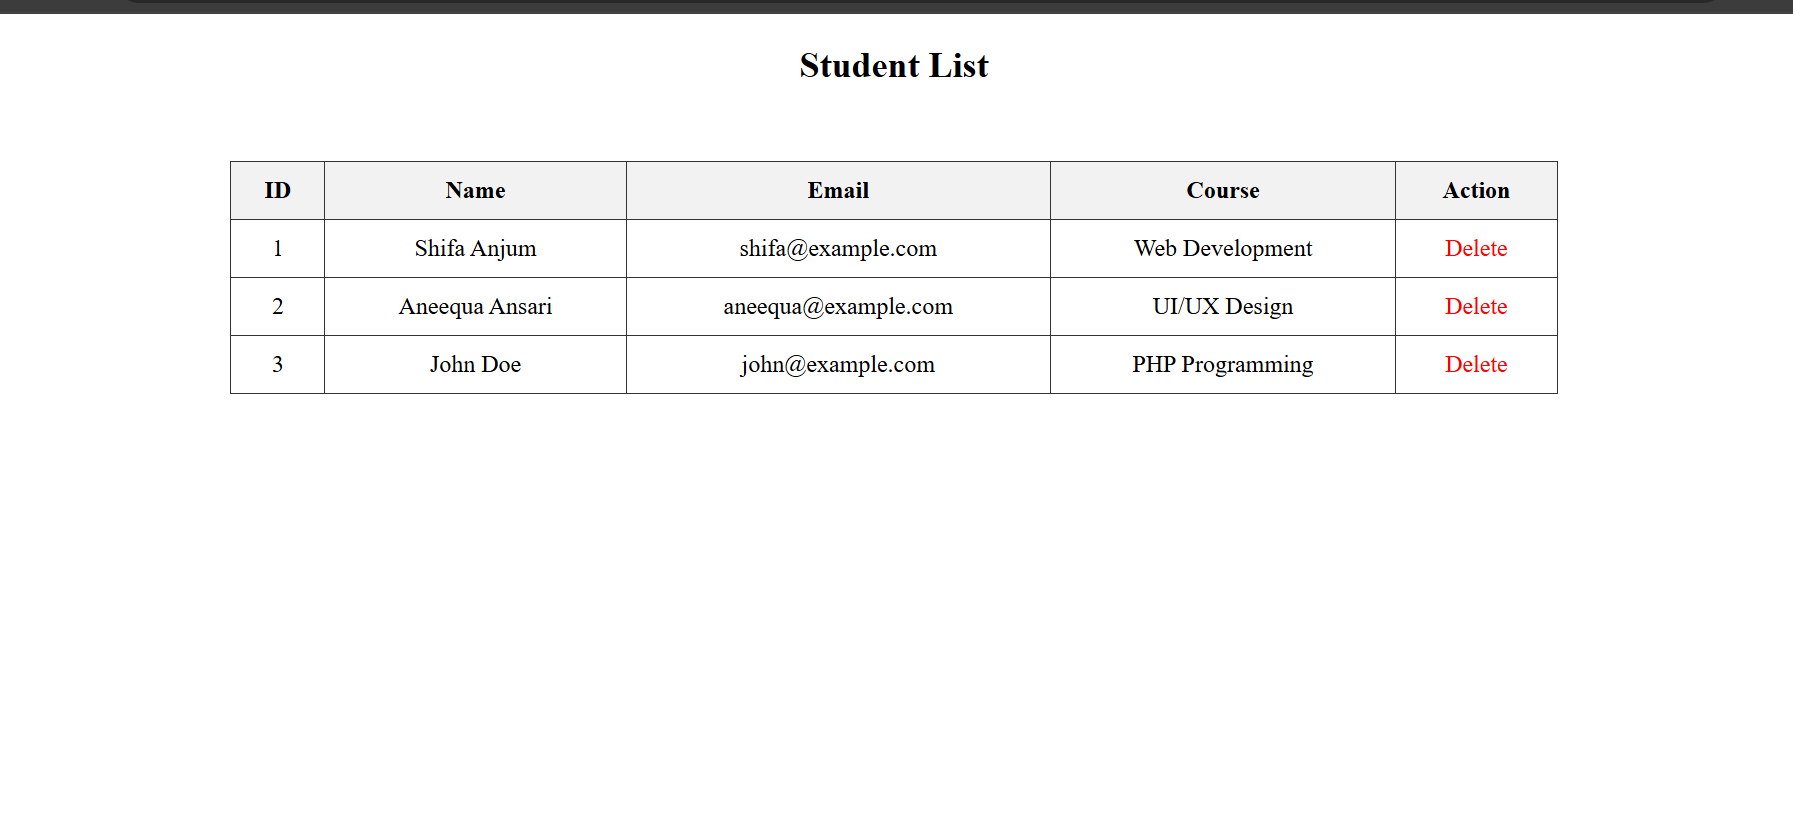 Student List
ID Name Email Course Action
1 Shifa Anjum shifa@example.com Web Development Delete
2 Aneequa Ansari aneequa@example.com UI/UX Design Delete
3 John Doe john@example.com PHP Programming Delete